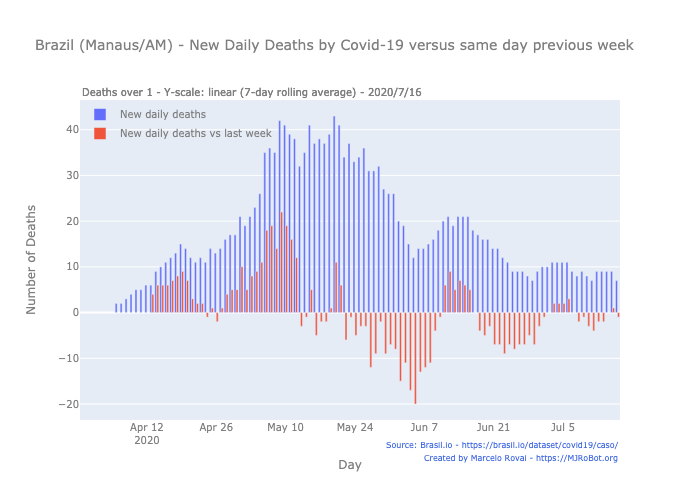 Brazil (Manaus/AM) - New Daily Deaths by Covid-19 versus same day previous week
Deaths over 1 - Y-scale: linear (7-day rolling average) - 2020/7/16
New daily deaths
New daily deaths vs last week
Number of Deaths
40
30
20
10
0
−10
−20
Apr 12
2020
Apr 26
May 10
May 24
Jun 7
Jun 21
Jul 5
Day
Source: Brasil.io - https://brasil.io/dataset/covid19/caso/
Created by Marcelo Rovai - https://MJRoBot.org